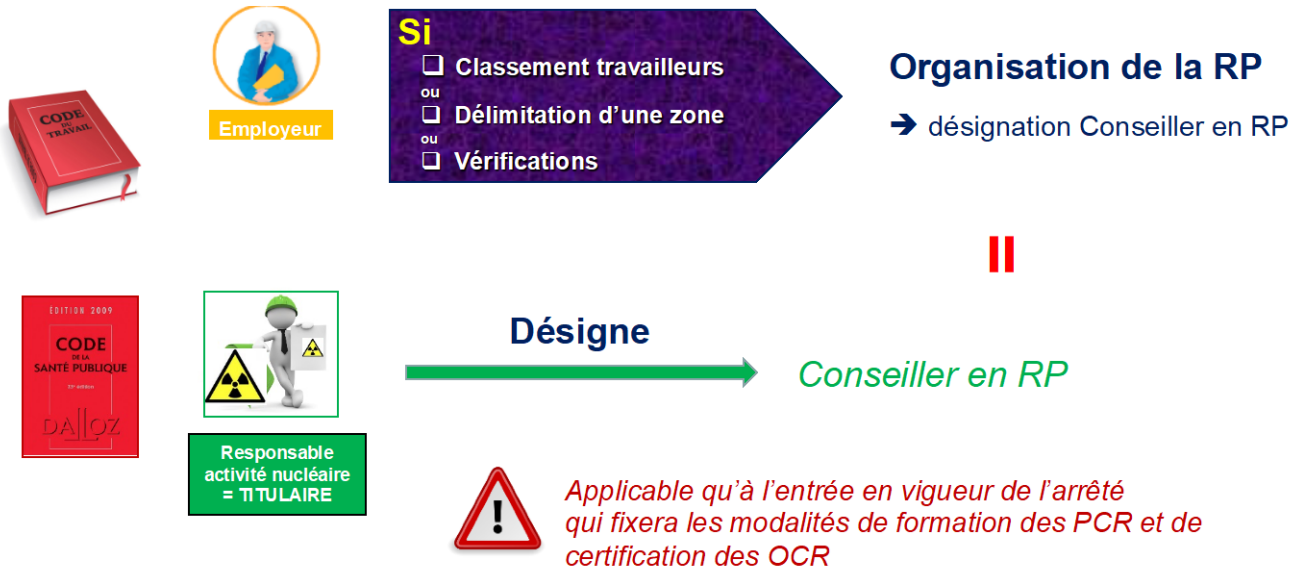 Si
❑ Classement travailleurs
ou
❑ Délimitation d'une zone
ou
❑ Vérifications
Organisation de la RP
➔ désignation Conseiller en RP
CODE
DU
TRAVAIL
Employeur
=
EDITION 2009
CODE
DE LA
SANTÉ PUBLIQUE
DALLOZ
Désigne
Conseiller en RP
Responsable
activité nucléaire
= TITULAIRE
!
Applicable qu'à l'entrée en vigueur de l'arrêté
qui fixera les modalités de formation des PCR et de
certification des OCR